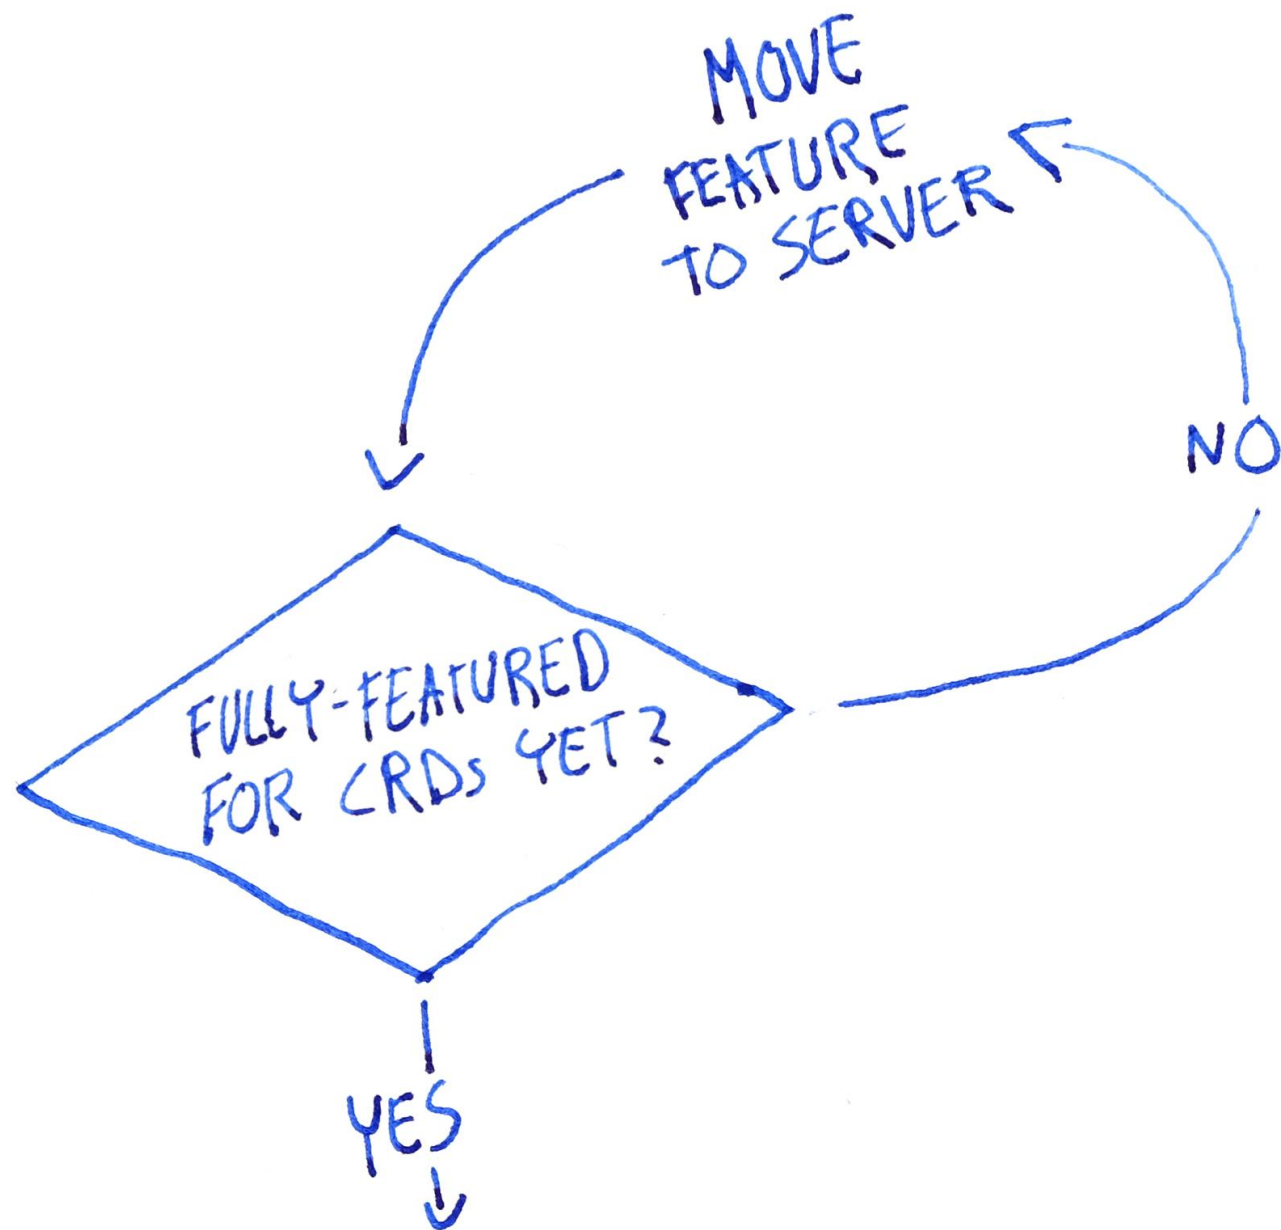 MOVE
FEATURE
TO SERVER
NO
FULLY-FEATURED
FOR CRDs YET?
YES